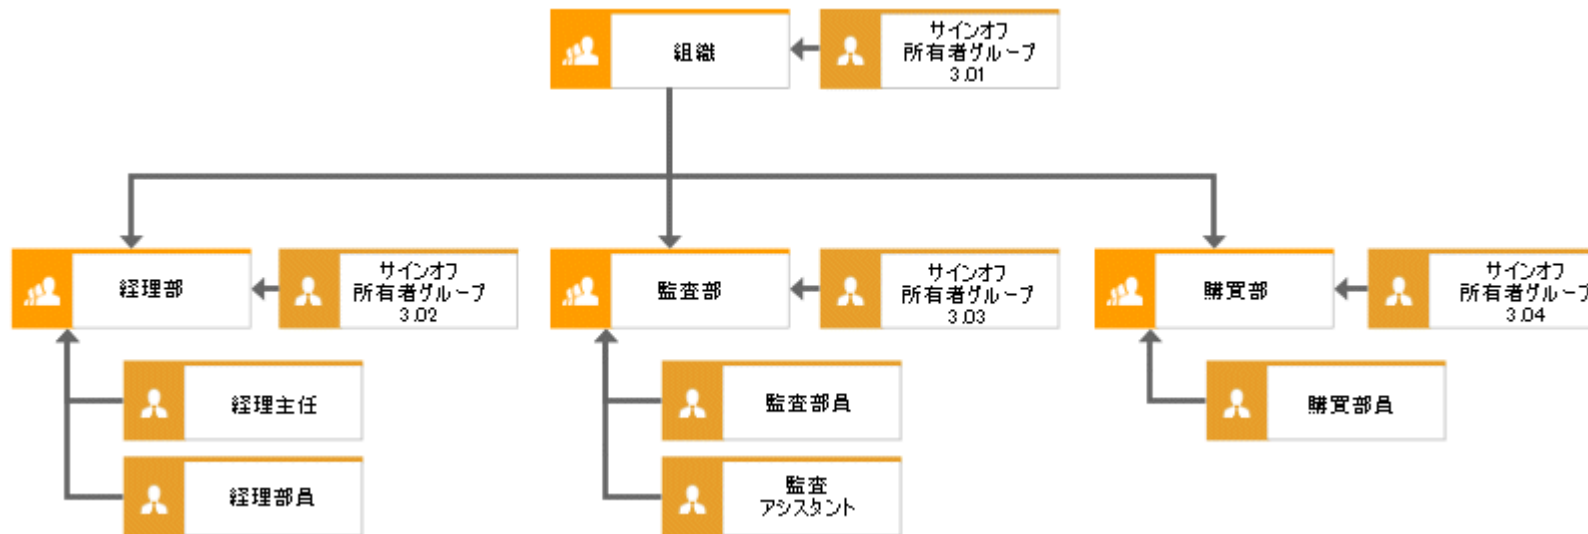 組織
サインオフ
所有者グループ
3.01
経理部
サインオフ
所有者グループ
3.02
監査部
サインオフ
所有者グループ
3.03
購買部
サインオフ
所有者グループ
3.04
経理主任
監査部員
購買部員
経理部員
監査
アシスタント